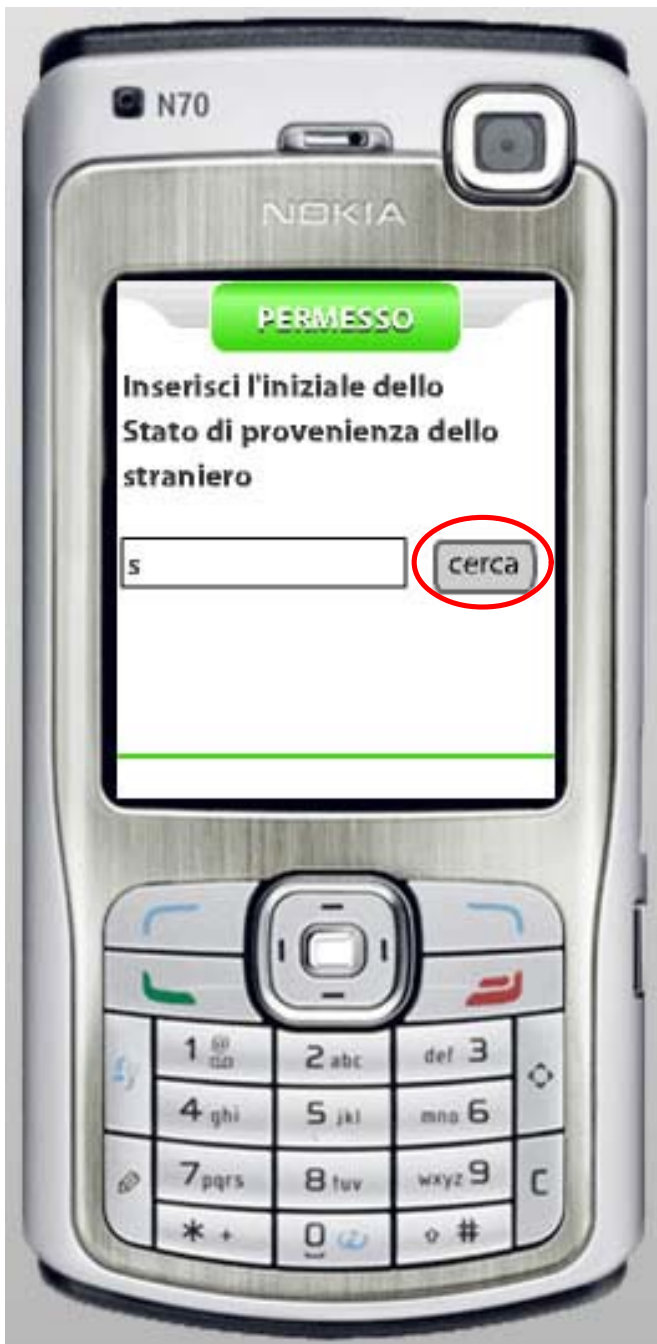 N70
NOKIA
PERMESSO
Inserisci l'iniziale dello
Stato di provenienza dello
straniero
s
cerca
1 @
2 abc
def 3
4 ghi
5 jkl
mno 6
7 pqrs
8 tuv
wxyz 9
C
* +
0
#